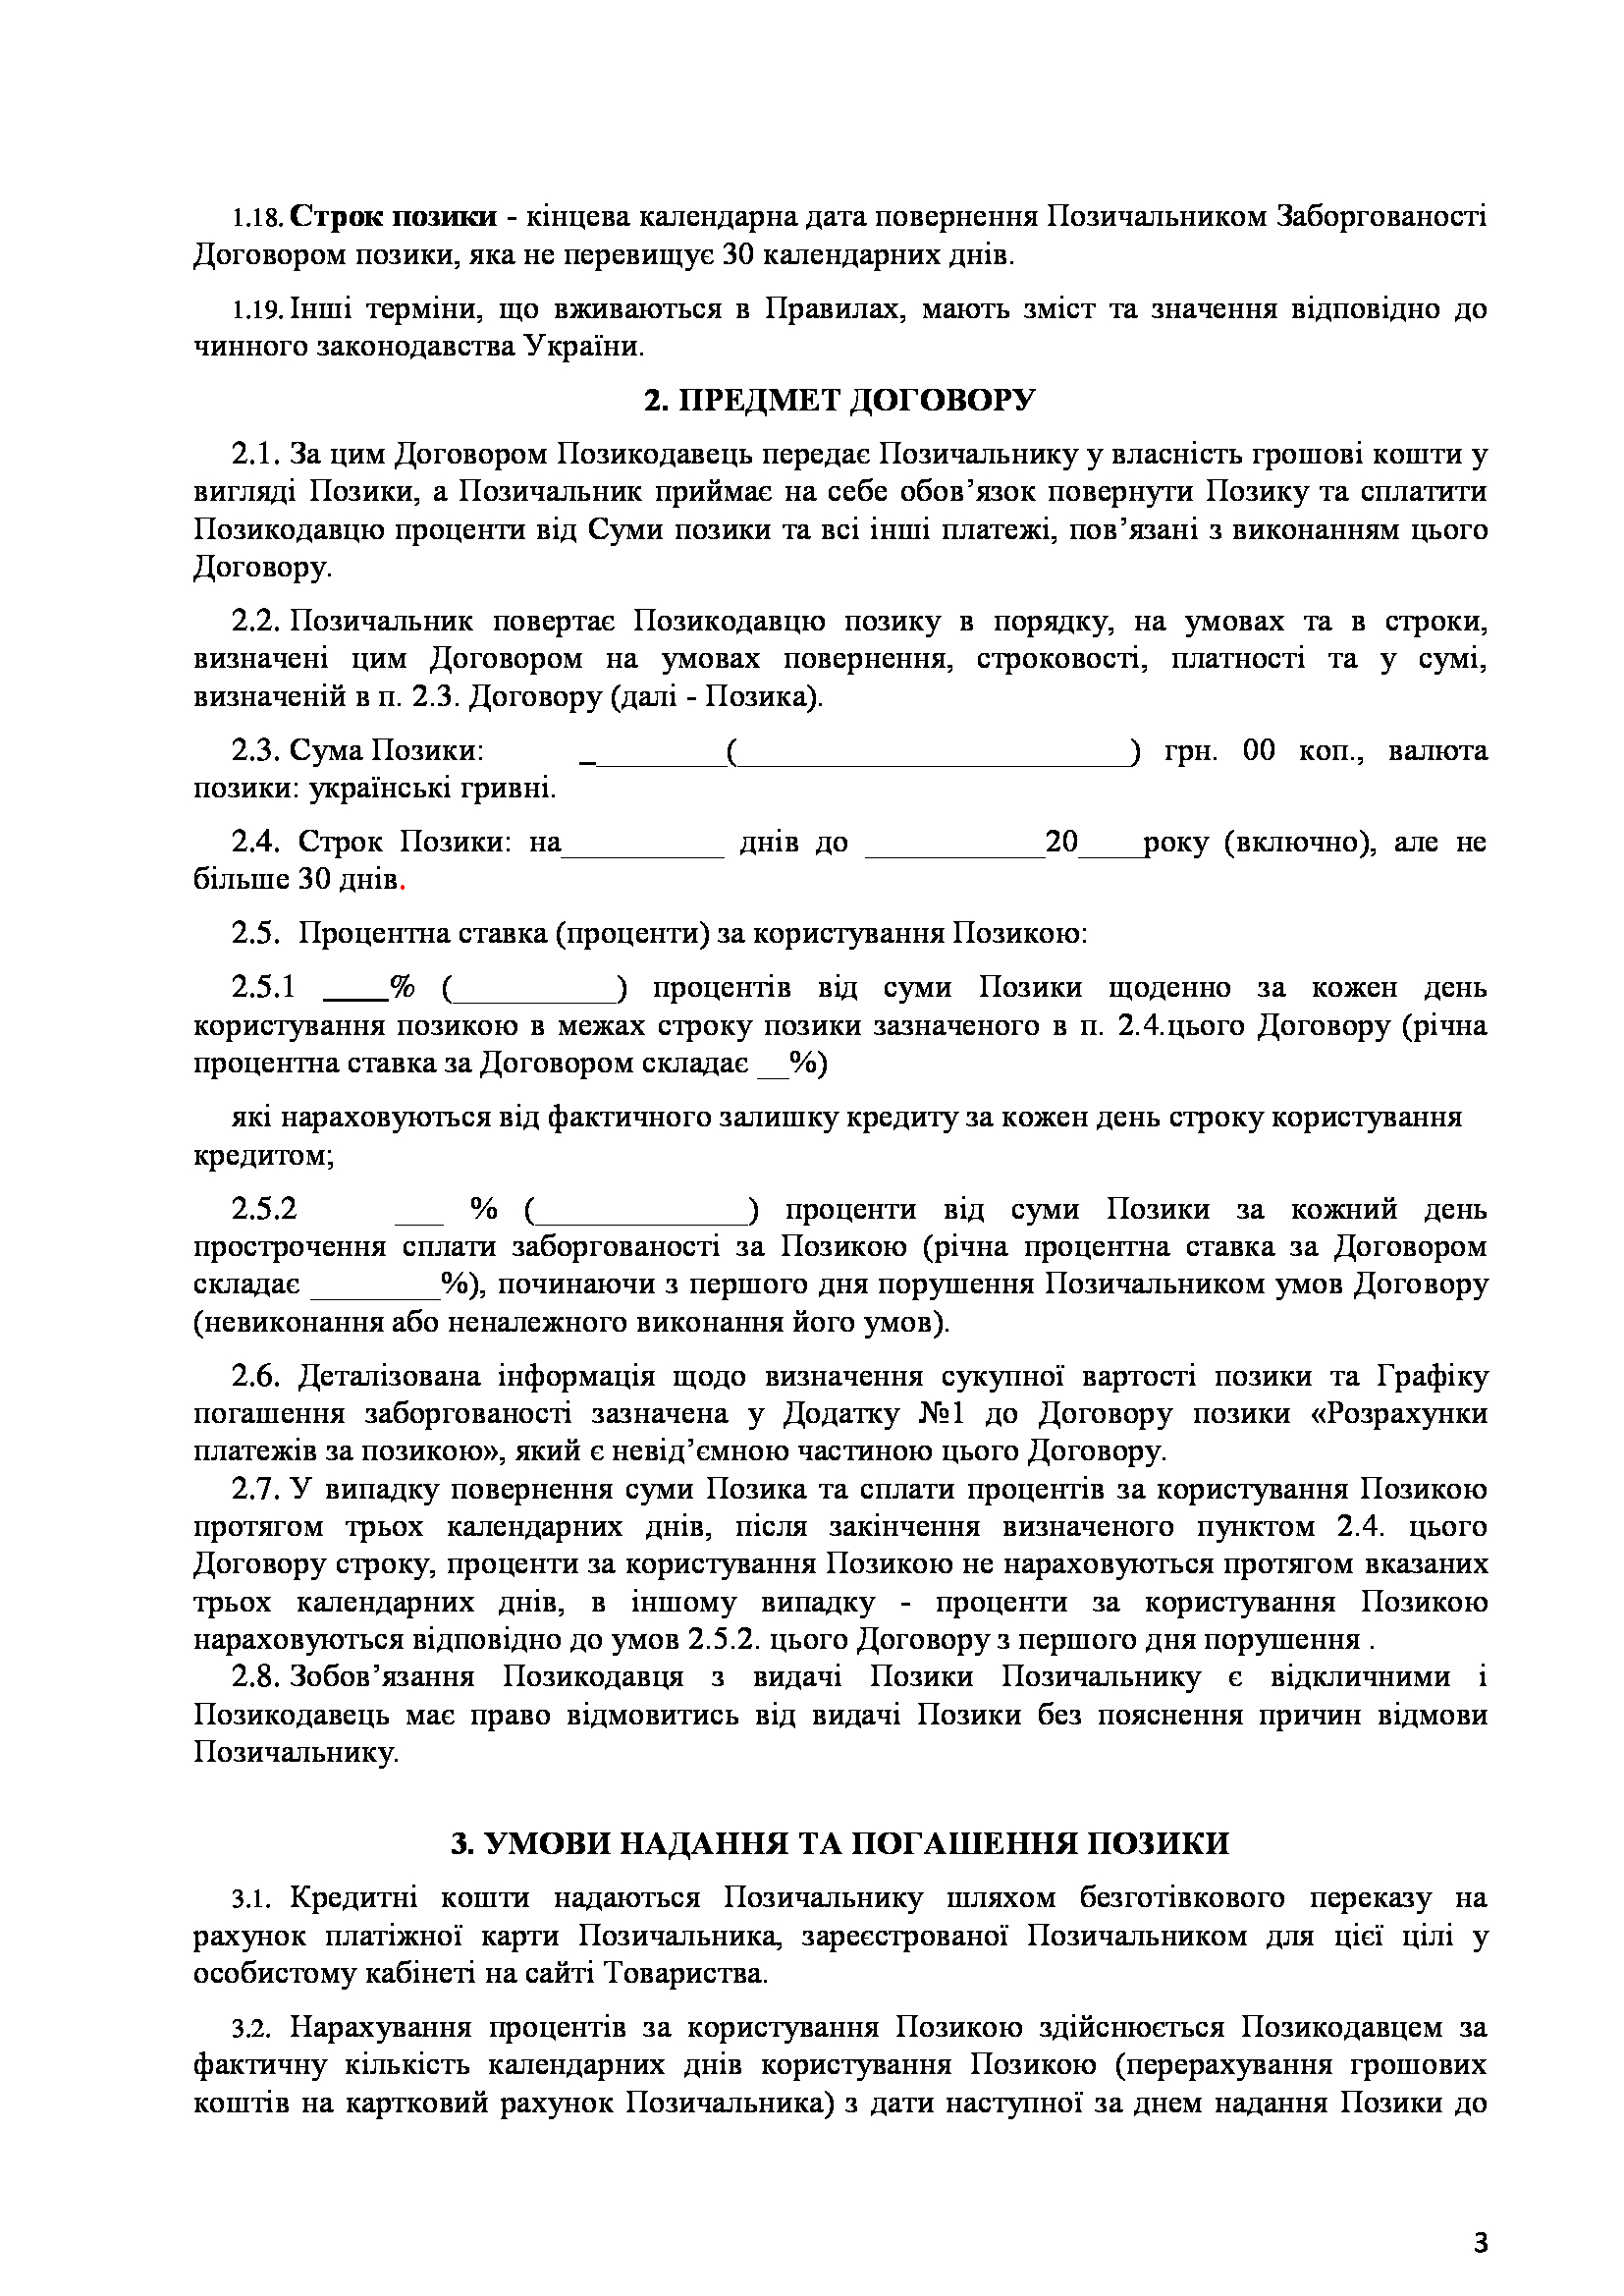 1.18. Строк позики - кінцева календарна дата повернення Позичальником Заборгованості
Договором позики, яка не перевищує 30 календарних днів.
1.19. Інші терміни, що вживаються в Правилах, мають зміст та значення відповідно до
чинного законодавства України.
2. ПРЕДМЕТ ДОГОВОРУ
2.1. За цим Договором Позикодавець передає Позичальнику у власність грошові кошти у
вигляді Позики, а Позичальник приймає на себе обов’язок повернути Позику та сплатити
Позикодавцю проценти від Суми позики та всі інші платежі, пов’язані з виконанням цього
Договору.
2.2. Позичальник повертає Позикодавцю позику в порядку, на умовах та в строки,
визначені цим Договором на умовах повернення, строковості, платності та у сумі,
визначеній в п. 2.3. Договору (далі - Позика).
2.3. Сума Позики: _________(________________________) грн. 00 коп., валюта
позики: українські гривні.
2.4. Строк Позики: на__________ днів до ___________20____року (включно), але не
більше 30 днів.
2.5. Процентна ставка (проценти) за користування Позикою:
2.5.1 ____% (__________) процентів від суми Позики щоденно за кожен день
користування позикою в межах строку позики зазначеного в п. 2.4.цього Договору (річна
процентна ставка за Договором складає __%)
які нараховуються від фактичного залишку кредиту за кожен день строку користування
кредитом;
2.5.2 ___ % (_____________) проценти від суми Позики за кожний день
прострочення сплати заборгованості за Позикою (річна процентна ставка за Договором
складає ________%), починаючи з першого дня порушення Позичальником умов Договору
(невиконання або неналежного виконання його умов).
2.6. Деталізована інформація щодо визначення сукупної вартості позики та Графіку
погашення заборгованості зазначена у Додатку №1 до Договору позики «Розрахунки
платежів за позикою», який є невід’ємною частиною цього Договору.
2.7. У випадку повернення суми Позика та сплати процентів за користування Позикою
протягом трьох календарних днів, після закінчення визначеного пунктом 2.4. цього
Договору строку, проценти за користування Позикою не нараховуються протягом вказаних
трьох календарних днів, в іншому випадку - проценти за користування Позикою
нараховуються відповідно до умов 2.5.2. цього Договору з першого дня порушення .
2.8. Зобов’язання Позикодавця з видачі Позики Позичальнику є відкличними і
Позикодавець має право відмовитись від видачі Позики без пояснення причин відмови
Позичальнику.
3. УМОВИ НАДАННЯ ТА ПОГАШЕННЯ ПОЗИКИ
3.1. Кредитні кошти надаються Позичальнику шляхом безготівкового переказу на
рахунок платіжної карти Позичальника, зареєстрованої Позичальником для цієї цілі у
особистому кабінеті на сайті Товариства.
3.2. Нарахування процентів за користування Позикою здійснюється Позикодавцем за
фактичну кількість календарних днів користування Позикою (перерахування грошових
коштів на картковий рахунок Позичальника) з дати наступної за днем надання Позики до
3